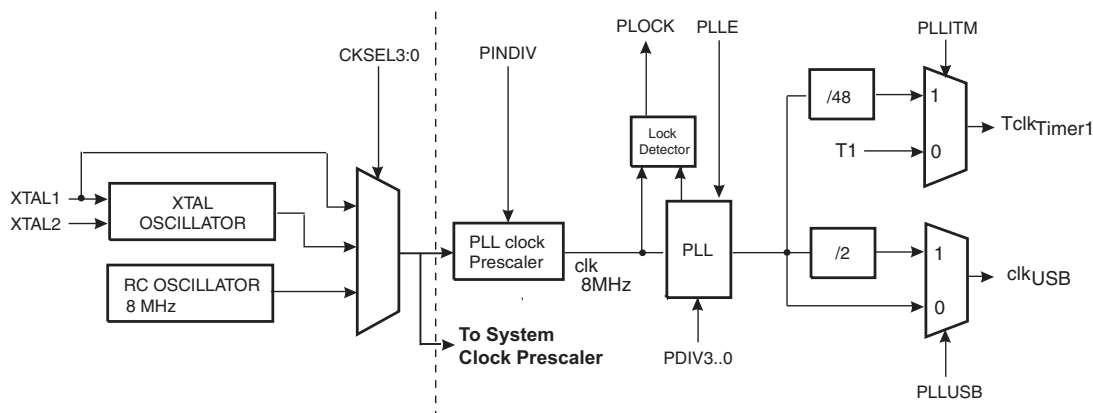 CKSEL3:0
PINDIV
PLOCK
PLLE
PLLITM
/48
1
Lock
Detector
TclkTimer1
T1
0
XTAL1
XTAL2
XTAL
OSCILLATOR
PLL clock
Prescaler
clk
8MHz
PLL
/2
1
clkUSB
RC OSCILLATOR
8 MHz
0
To System
Clock Prescaler
PDIV3..0
PLLUSB